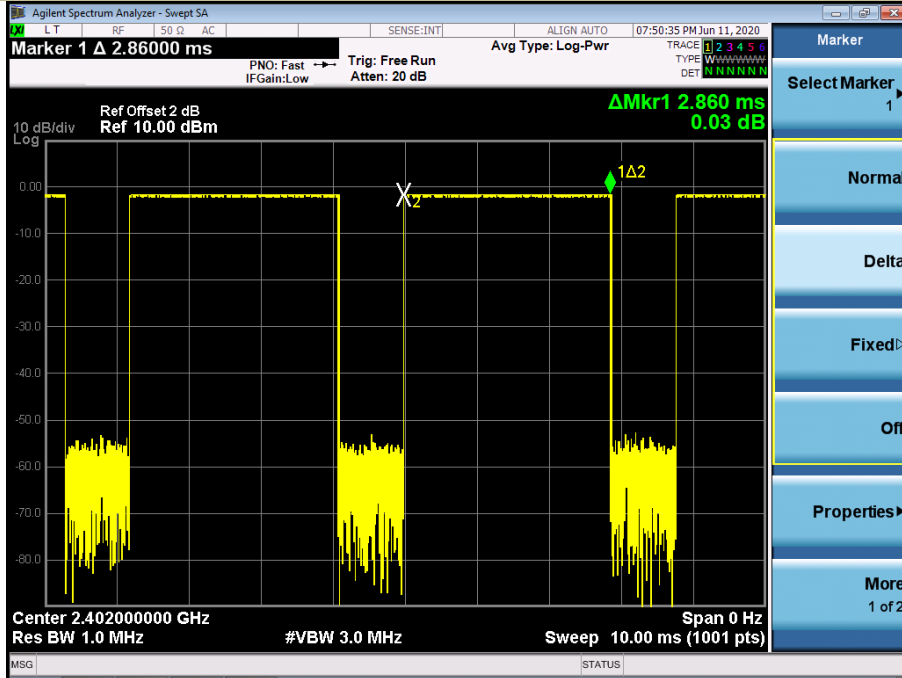 Agilent Spectrum Analyzer - Swept SA
LXI L T RF 50 Ω AC SENSE:INT ALIGN AUTO 07:50:35 PM Jun 11, 2020
Marker 1 Δ 2.86000 ms
PNO: Fast
IFGain:Low
Trig: Free Run
Atten: 20 dB
Avg Type: Log-Pwr
TRACE 1 2 3 4 5 6
TYPE WWWWWW
DET N N N N N N
ΔMkr1 2.860 ms
0.03 dB
Ref Offset 2 dB
10 dB/div Ref 10.00 dBm
Log
1Δ2
0.00
2
-10.0
-20.0
-30.0
-40.0
-50.0
-60.0
-70.0
-80.0
Center 2.402000000 GHz Span 0 Hz
Res BW 1.0 MHz #VBW 3.0 MHz Sweep 10.00 ms (1001 pts)
MSG STATUS
Marker
Select Marker
1
Normal
Delta
Fixed
Off
Properties
More
1 of 2